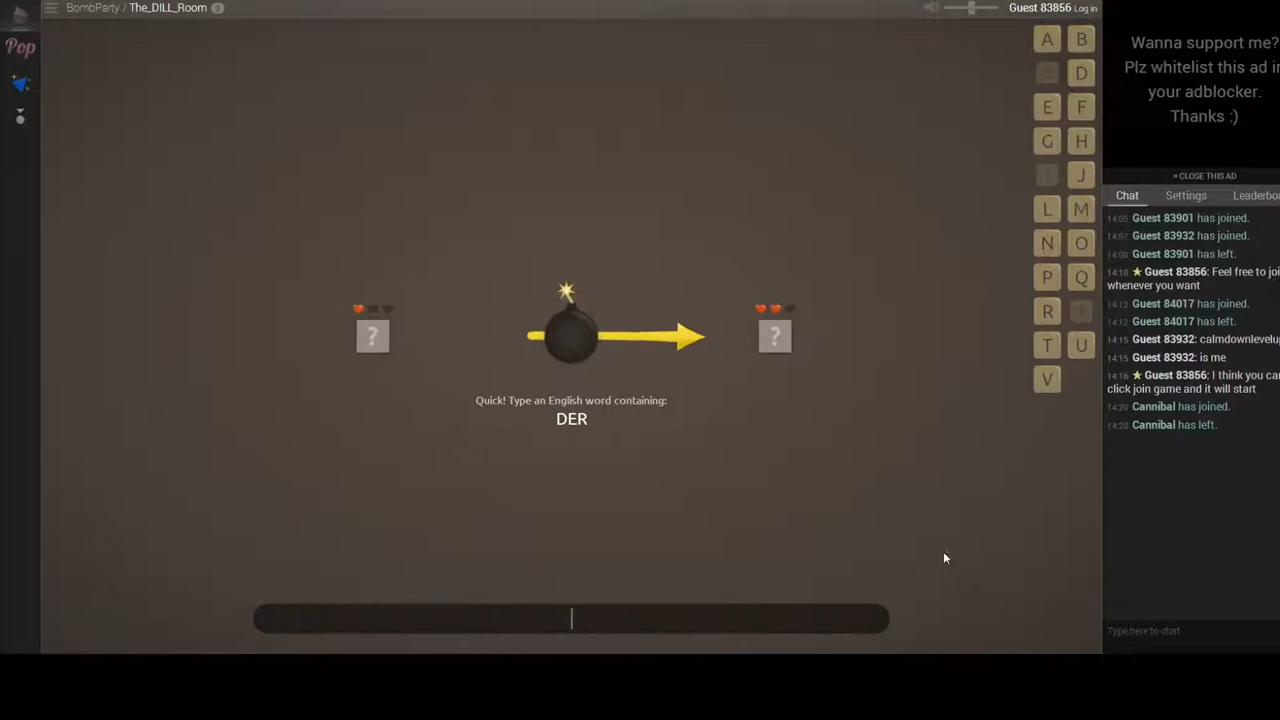 BombParty / The_DILL_Room 2
Guest 83856 Log in
Pop
A B
D
E F
G H
J
L M
N O
P Q
R
T U
V
?
?
Quick! Type an English word containing:
DER
Wanna support me?
Plz whitelist this ad in
your adblocker.
Thanks :)
× CLOSE THIS AD
Chat Settings Leaderbo
14:05 Guest 83901 has joined.
14:07 Guest 83932 has joined.
Guest 83901 has left.
14:10 ★ Guest 83856: Feel free to joi
whenever you want
14:12 Guest 84017 has joined.
14:12 Guest 84017 has left.
14:15 Guest 83932: calmdownlevelup
14:15 Guest 83932: is me
14:16 ★ Guest 83856: I think you ca
click join game and it will start
14:20 Cannibal has joined.
14:20 Cannibal has left.
Type here to chat